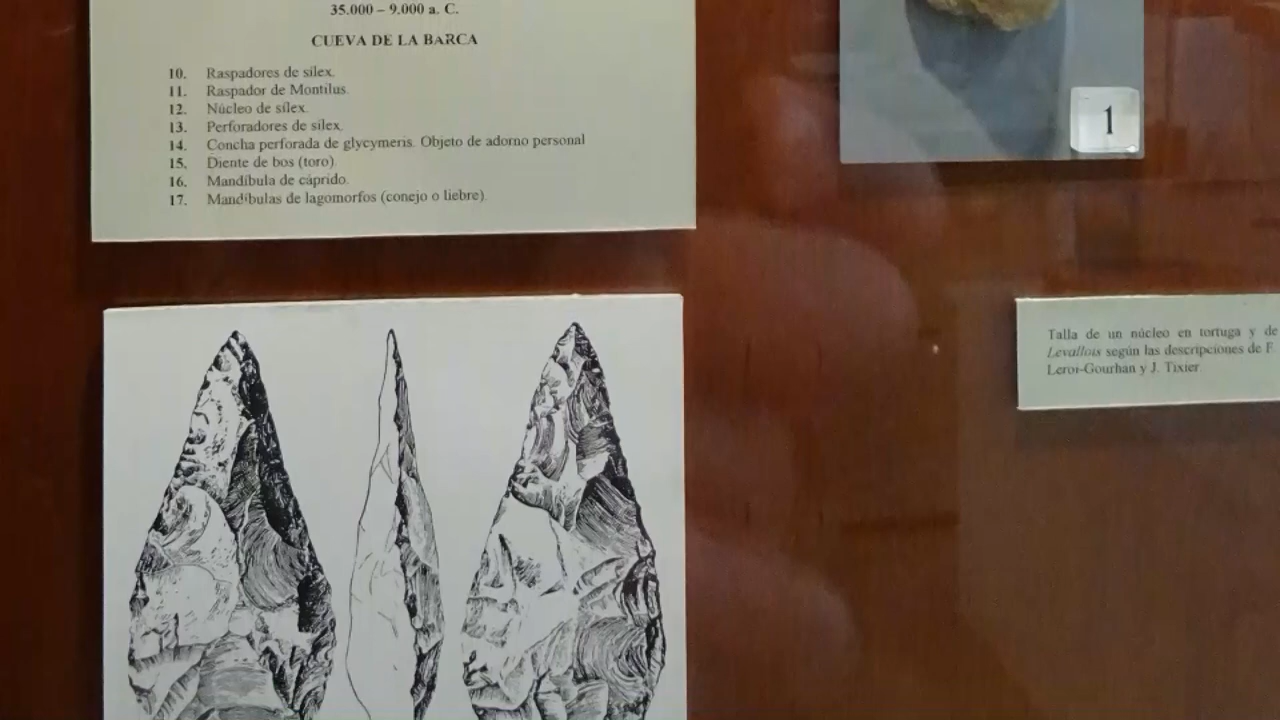 35.000 – 9.000 a. C.
CUEVA DE LA BARCA
10. Raspadores de sílex.
11. Raspador de Montilus.
12. Núcleo de sílex.
13. Perforadores de sílex.
14. Concha perforada de glycymeris. Objeto de adorno personal
15. Diente de bos (toro).
16. Mandíbula de cáprido.
17. Mandíbulas de lagomorfos (conejo o liebre).
1
Talla de un núcleo en tortuga y de
Levallois según las descripciones de F.
Leroi-Gourhan y J. Tixier.